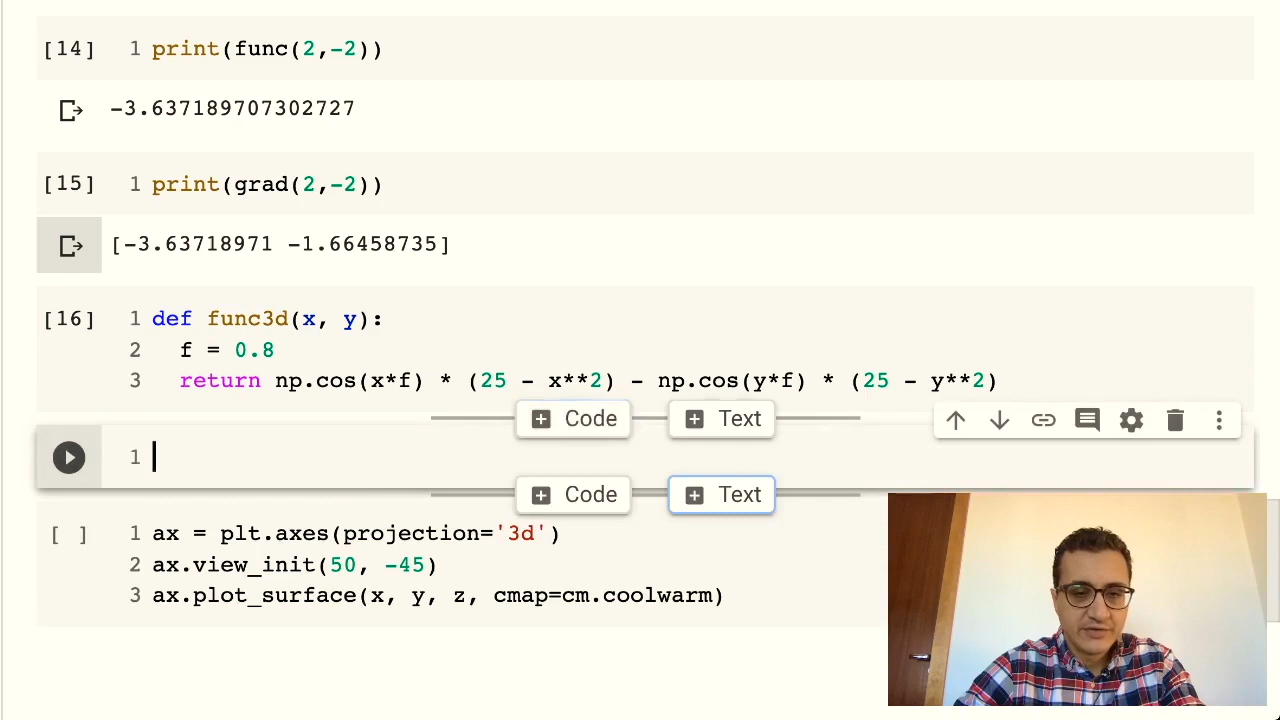 [14] 1 print(func(2,-2))
-3.637189707302727
[15] 1 print(grad(2,-2))
[-3.63718971 -1.66458735]
[16] 1 def func3d(x, y):
2 f = 0.8
3 return np.cos(x*f) * (25 - x**2) - np.cos(y*f) * (25 - y**2)
+ Code + Text
1
+ Code + Text
[ ] 1 ax = plt.axes(projection='3d')
2 ax.view_init(50, -45)
3 ax.plot_surface(x, y, z, cmap=cm.coolwarm)